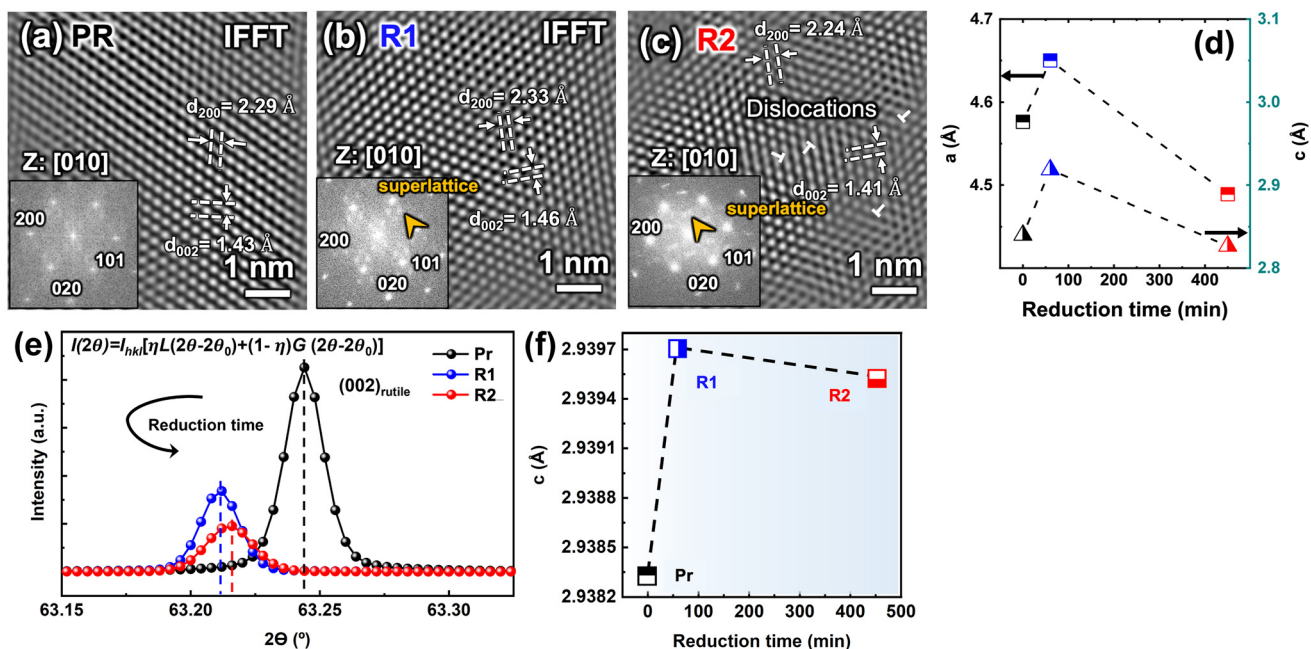 (a) PR IFFT
d200= 2.29 Å
Z: [010]
200
101
020
d002= 1.43 Å
1 nm
(b) R1 IFFT
d200= 2.33 Å
Z: [010]
superlattice
200
101
020
d002= 1.46 Å
1 nm
(c) R2
d200= 2.24 Å
Dislocations
Z: [010]
d002= 1.41 Å
superlattice
200
101
020
1 nm
(d)
4.7
4.6
4.5
a (Å)
3.1
3.0
2.9
2.8
c (Å)
0 100 200 300 400
Reduction time (min)
(e)
I(2θ)=Ihkl[ηL(2θ-2θ0)+(1- η)G (2θ-2θ0)]
Pr
R1
R2
(002)rutile
Reduction time
Intensity (a.u.)
63.15 63.20 63.25 63.30
2Θ (º)
(f)
2.9397
2.9394
2.9391
2.9388
2.9385
2.9382
c (Å)
R1
R2
Pr
0 100 200 300 400 500
Reduction time (min)